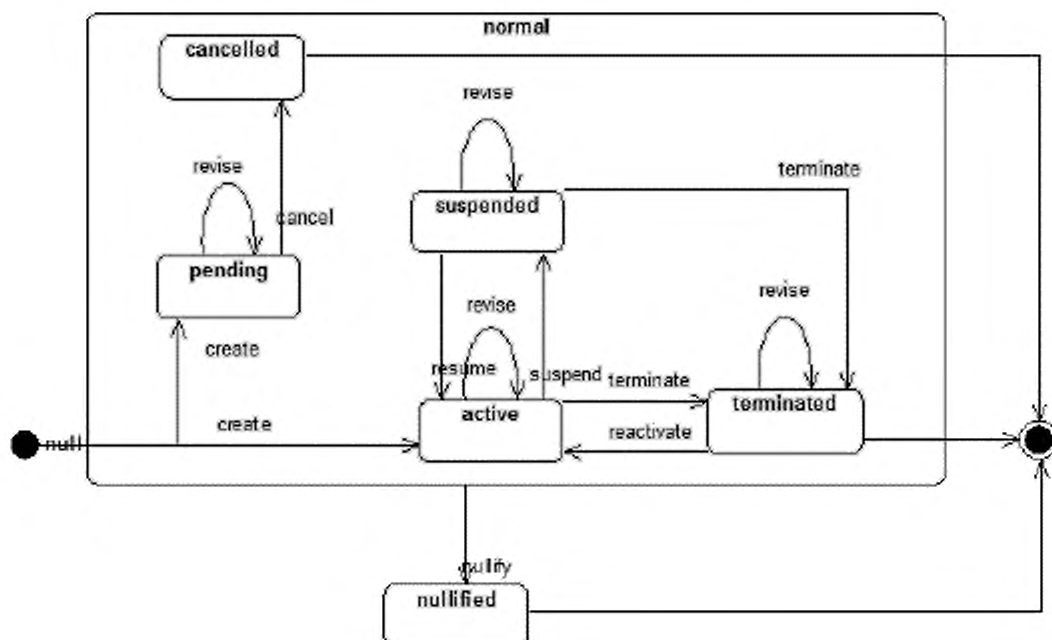 normal
cancelled
revise
revise
terminate
cancel
suspended
pending
revise
revise
create
resume
suspend
terminate
terminated
active
create
reactivate
null
nullify
nullified